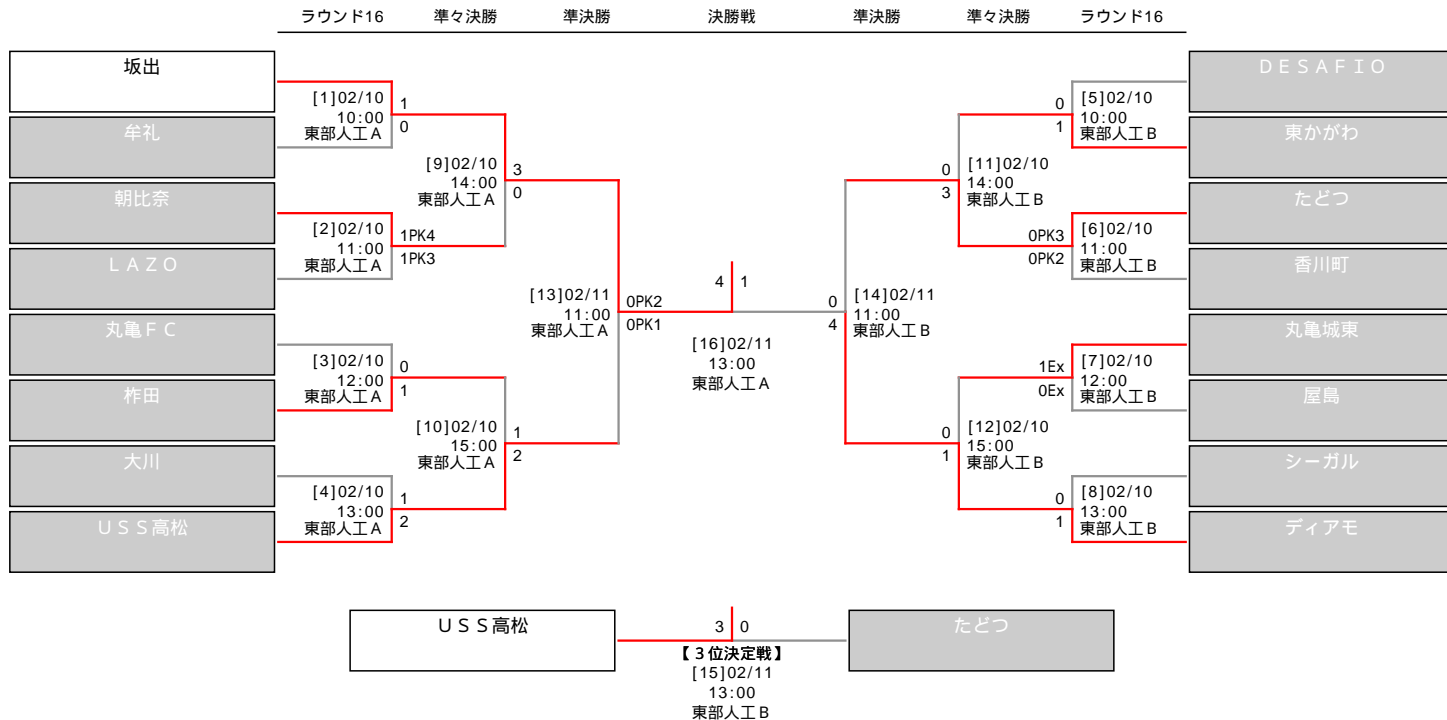 ラウンド16 準々決勝 準決勝 決勝戦 準決勝 準々決勝 ラウンド16
坂出
牟礼
朝比奈
ＬＡＺＯ
丸亀ＦＣ
柞田
大川
ＵＳＳ高松
[1]02/10
10:00
東部人工Ａ
1
0
[2]02/10
11:00
東部人工Ａ
1PK4
1PK3
[3]02/10
12:00
東部人工Ａ
0
1
[4]02/10
13:00
東部人工Ａ
1
2
[9]02/10
14:00
東部人工Ａ
3
0
[10]02/10
15:00
東部人工Ａ
1
2
[13]02/11
11:00
東部人工Ａ
0PK2
0PK1
4 1
[16]02/11
13:00
東部人工Ａ
0
4
[14]02/11
11:00
東部人工Ｂ
0
3
[11]02/10
14:00
東部人工Ｂ
0
1
[12]02/10
15:00
東部人工Ｂ
0
1
[5]02/10
10:00
東部人工Ｂ
0PK3
0PK2
[6]02/10
11:00
東部人工Ｂ
1Ex
0Ex
[7]02/10
12:00
東部人工Ｂ
0
1
[8]02/10
13:00
東部人工Ｂ
ＤＥＳＡＦＩＯ
東かがわ
たどつ
香川町
丸亀城東
屋島
シーガル
ディアモ
ＵＳＳ高松
3 0
たどつ
【３位決定戦】
[15]02/11
13:00
東部人工Ｂ